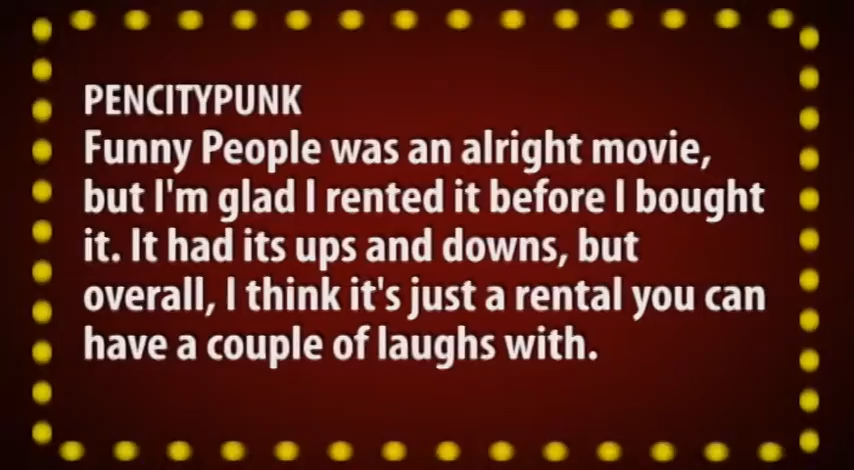 PENCITYPUNK
Funny People was an alright movie,
but I'm glad I rented it before I bought
it. It had its ups and downs, but
overall, I think it's just a rental you can
have a couple of laughs with.